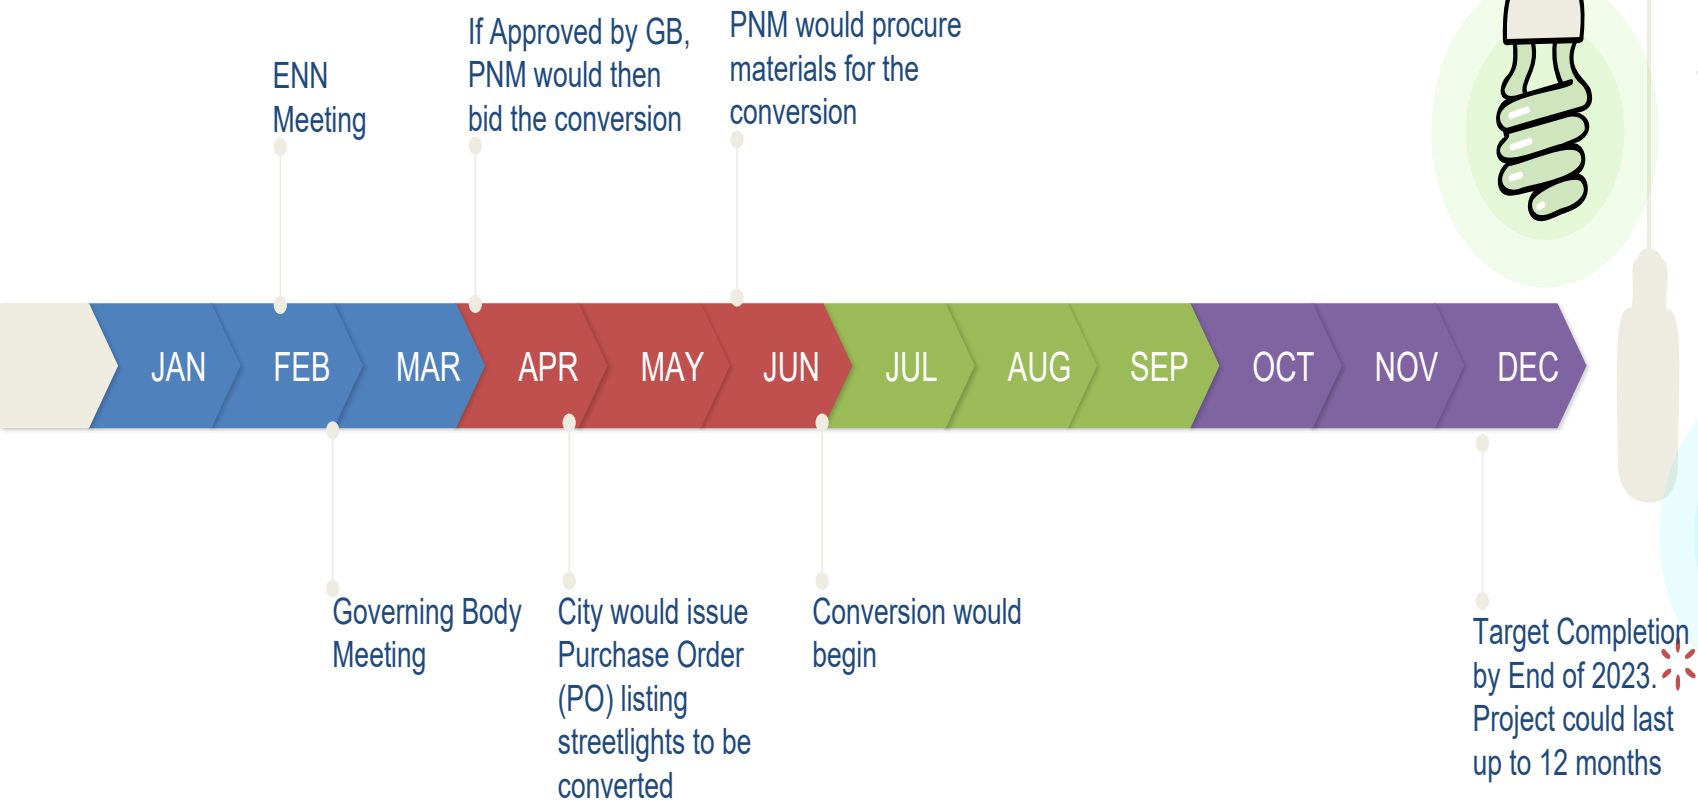 ENN
Meeting
If Approved by GB,
PNM would then
bid the conversion
PNM would procure
materials for the
conversion
JAN
FEB
MAR
APR
MAY
JUN
JUL
AUG
SEP
OCT
NOV
DEC
Governing Body
Meeting
City would issue
Purchase Order
(PO) listing
streetlights to be
converted
Conversion would
begin
Target Completion
by End of 2023.
Project could last
up to 12 months